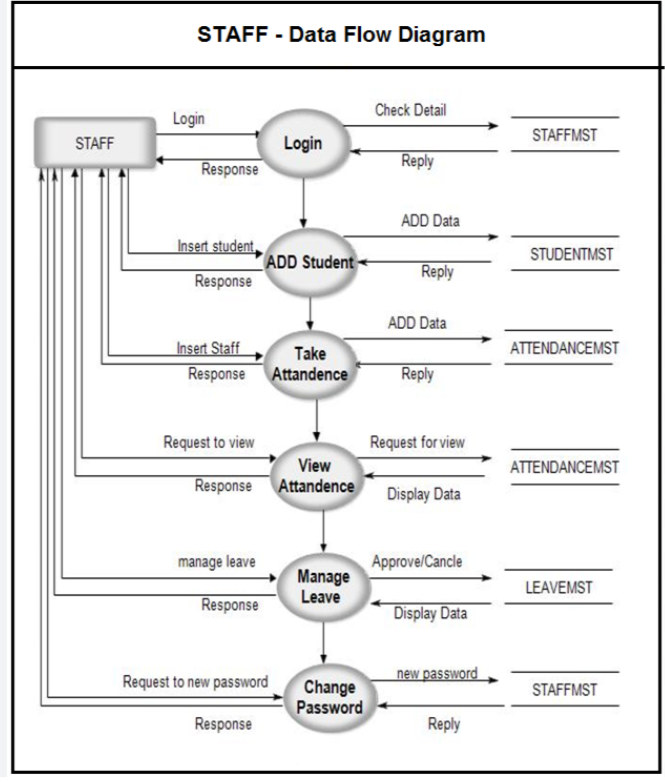 STAFF - Data Flow Diagram
Login
Check Detail
STAFF
Login
STAFFMST
Response
Reply
ADD Data
Insert student
ADD Student
STUDENTMST
Response
Reply
ADD Data
Insert Staff
Take
Attandence
ATTENDANCEMST
Response
Reply
Request to view
Request for view
View
Attandence
ATTENDANCEMST
Response
Display Data
manage leave
Approve/Cancle
Manage
Leave
LEAVEMST
Response
Display Data
Request to new password
new password
Change
Password
STAFFMST
Response
Reply